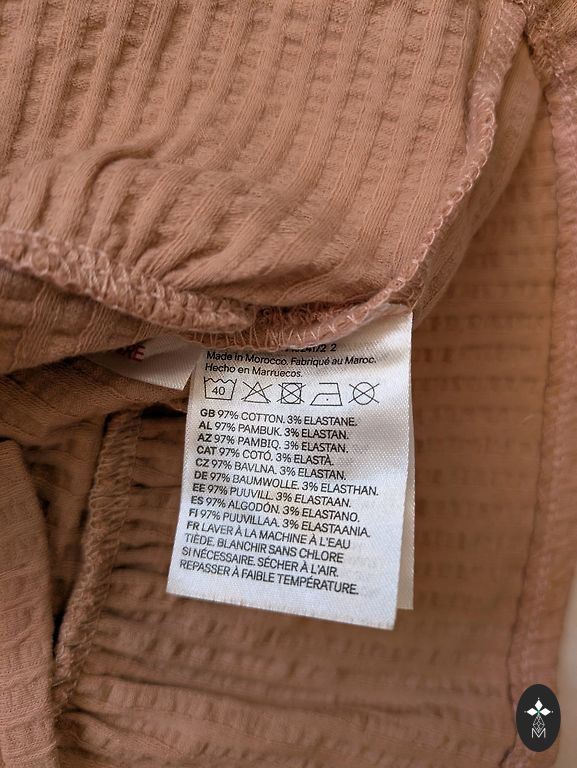 Made in Morocco. Fabriqué au Maroc.
Hecho en Marruecos.
40
GB 97% COTTON. 3% ELASTANE.
AL 97% PAMBUK. 3% ELASTAN.
AZ 97% PAMBIQ. 3% ELASTAN.
CAT 97% COTÓ. 3% ELASTÀ.
CZ 97% BAVLNA. 3% ELASTAN.
DE 97% BAUMWOLLE. 3% ELASTHAN.
EE 97% PUUVILL. 3% ELASTAAN.
ES 97% ALGODÓN. 3% ELASTANO.
FI 97% PUUVILLAA. 3% ELASTAANIA.
FR LAVER À LA MACHINE À L'EAU
TIÈDE. BLANCHIR SANS CHLORE
SI NÉCESSAIRE. SÉCHER À L'AIR.
REPASSER À FAIBLE TEMPÉRATURE.
M